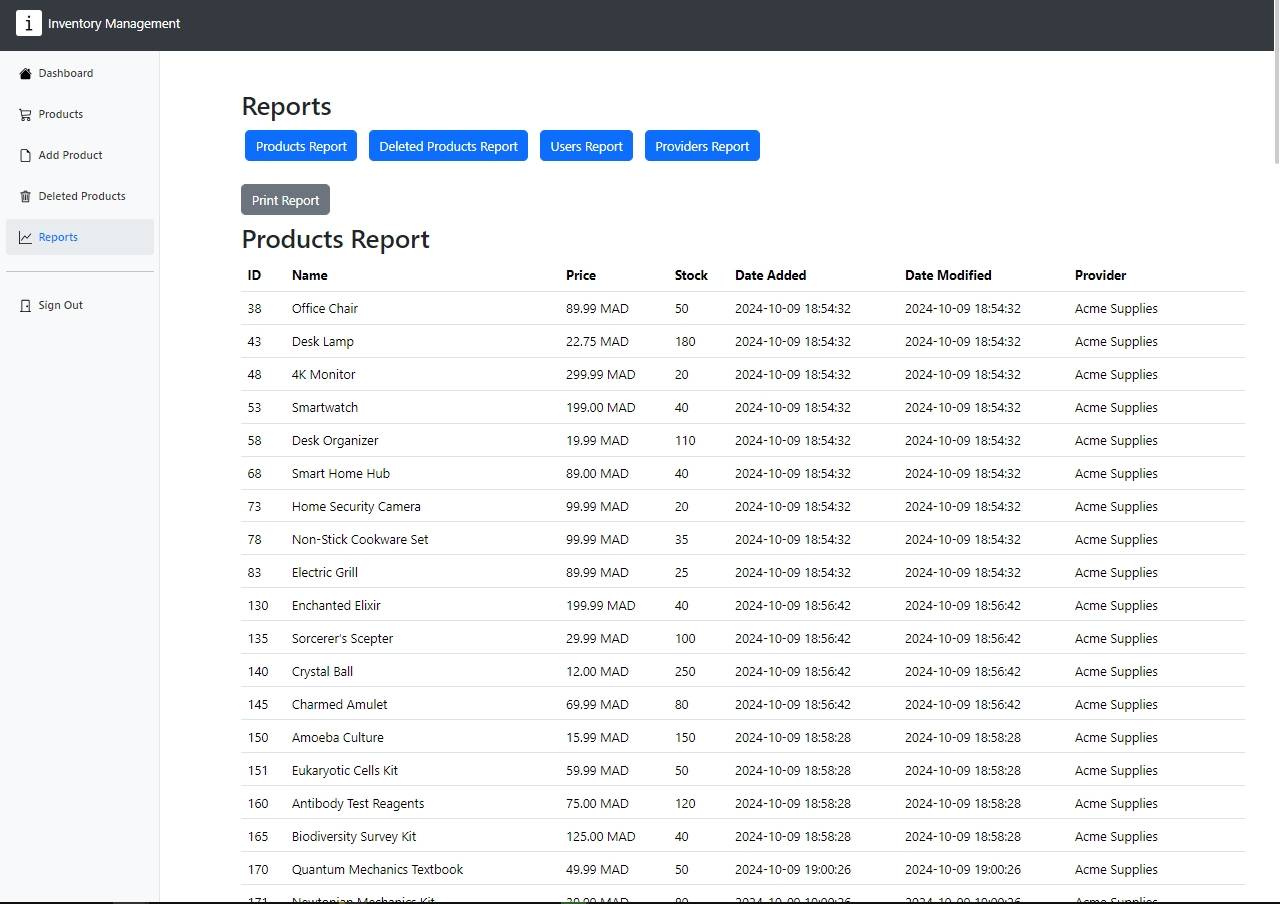 i Inventory Management
Dashboard
Products
Add Product
Deleted Products
Reports
Sign Out
Reports
Products Report Deleted Products Report Users Report Providers Report
Print Report
Products Report
ID Name Price Stock Date Added Date Modified Provider
38 Office Chair 89.99 MAD 50 2024-10-09 18:54:32 2024-10-09 18:54:32 Acme Supplies
43 Desk Lamp 22.75 MAD 180 2024-10-09 18:54:32 2024-10-09 18:54:32 Acme Supplies
48 4K Monitor 299.99 MAD 20 2024-10-09 18:54:32 2024-10-09 18:54:32 Acme Supplies
53 Smartwatch 199.00 MAD 40 2024-10-09 18:54:32 2024-10-09 18:54:32 Acme Supplies
58 Desk Organizer 19.99 MAD 110 2024-10-09 18:54:32 2024-10-09 18:54:32 Acme Supplies
68 Smart Home Hub 89.00 MAD 40 2024-10-09 18:54:32 2024-10-09 18:54:32 Acme Supplies
73 Home Security Camera 99.99 MAD 20 2024-10-09 18:54:32 2024-10-09 18:54:32 Acme Supplies
78 Non-Stick Cookware Set 99.99 MAD 35 2024-10-09 18:54:32 2024-10-09 18:54:32 Acme Supplies
83 Electric Grill 89.99 MAD 25 2024-10-09 18:54:32 2024-10-09 18:54:32 Acme Supplies
130 Enchanted Elixir 199.99 MAD 40 2024-10-09 18:56:42 2024-10-09 18:56:42 Acme Supplies
135 Sorcerer's Scepter 29.99 MAD 100 2024-10-09 18:56:42 2024-10-09 18:56:42 Acme Supplies
140 Crystal Ball 12.00 MAD 250 2024-10-09 18:56:42 2024-10-09 18:56:42 Acme Supplies
145 Charmed Amulet 69.99 MAD 80 2024-10-09 18:56:42 2024-10-09 18:56:42 Acme Supplies
150 Amoeba Culture 15.99 MAD 150 2024-10-09 18:58:28 2024-10-09 18:58:28 Acme Supplies
151 Eukaryotic Cells Kit 59.99 MAD 50 2024-10-09 18:58:28 2024-10-09 18:58:28 Acme Supplies
160 Antibody Test Reagents 75.00 MAD 120 2024-10-09 18:58:28 2024-10-09 18:58:28 Acme Supplies
165 Biodiversity Survey Kit 125.00 MAD 40 2024-10-09 18:58:28 2024-10-09 18:58:28 Acme Supplies
170 Quantum Mechanics Textbook 49.99 MAD 50 2024-10-09 19:00:26 2024-10-09 19:00:26 Acme Supplies
171 Newtonian Mechanics Kit MAD 2024-10-09 19:00:26 2024-10-09 19:00:26 Acme Supplies